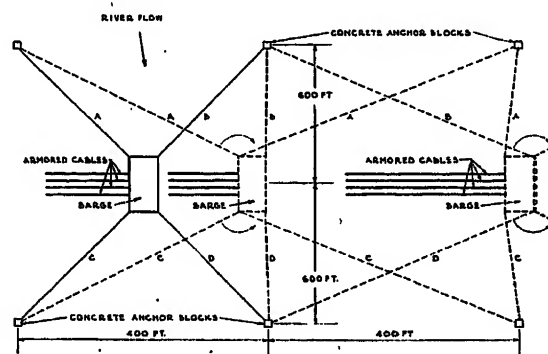 RIVER FLOW
CONCRETE ANCHOR BLOCKS
600 FT
A A B B A B A
ARMORED CABLES
ARMORED CABLES
BARGE
BARGE
BARGE
C C D D C D C
600 FT.
CONCRETE ANCHOR BLOCKS
400 FT.
400 FT